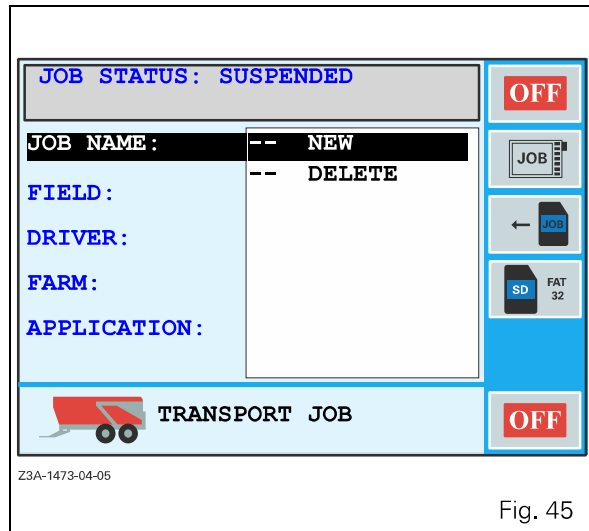 JOB STATUS: SUSPENDED
OFF
JOB NAME: -- NEW
-- DELETE
JOB
FIELD:
DRIVER:
JOB
FARM:
SD FAT
32
APPLICATION:
TRANSPORT JOB
OFF
Z3A-1473-04-05
Fig. 45